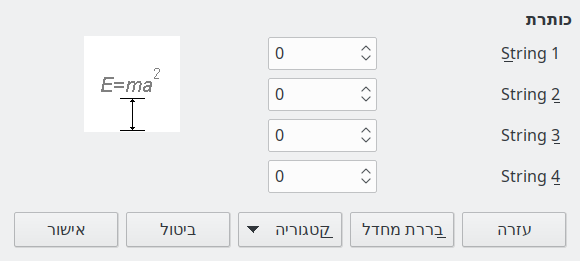 כותרת
String 1
0
String 2
0
String 3
0
String 4
0
E=ma2
עזרה
בררת מחדל
קטגוריה
ביטול
אישור